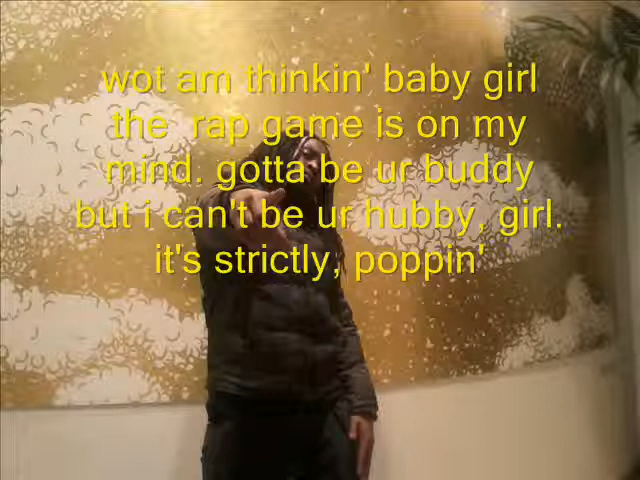 wot am thinkin' baby girl
the  rap game is on my
mind. gotta be ur buddy
but i can't be ur hubby, girl.
it's strictly, poppin'